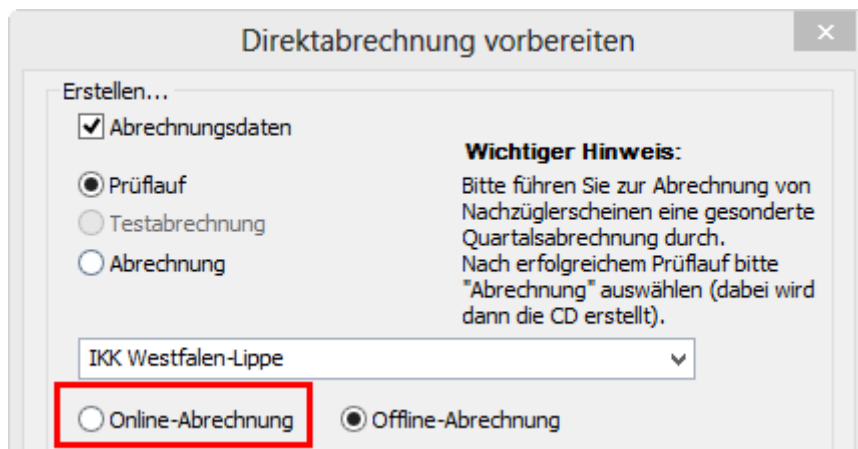 Direktabrechnung vorbereiten
Erstellen...
Abrechnungsdaten
Prüflauf
Testabrechnung
Abrechnung
Wichtiger Hinweis:
Bitte führen Sie zur Abrechnung von
Nachzüglerscheinen eine gesonderte
Quartalsabrechnung durch.
Nach erfolgreichem Prüflauf bitte
"Abrechnung" auswählen (dabei wird
dann die CD erstellt).
IKK Westfalen-Lippe
Online-Abrechnung Offline-Abrechnung